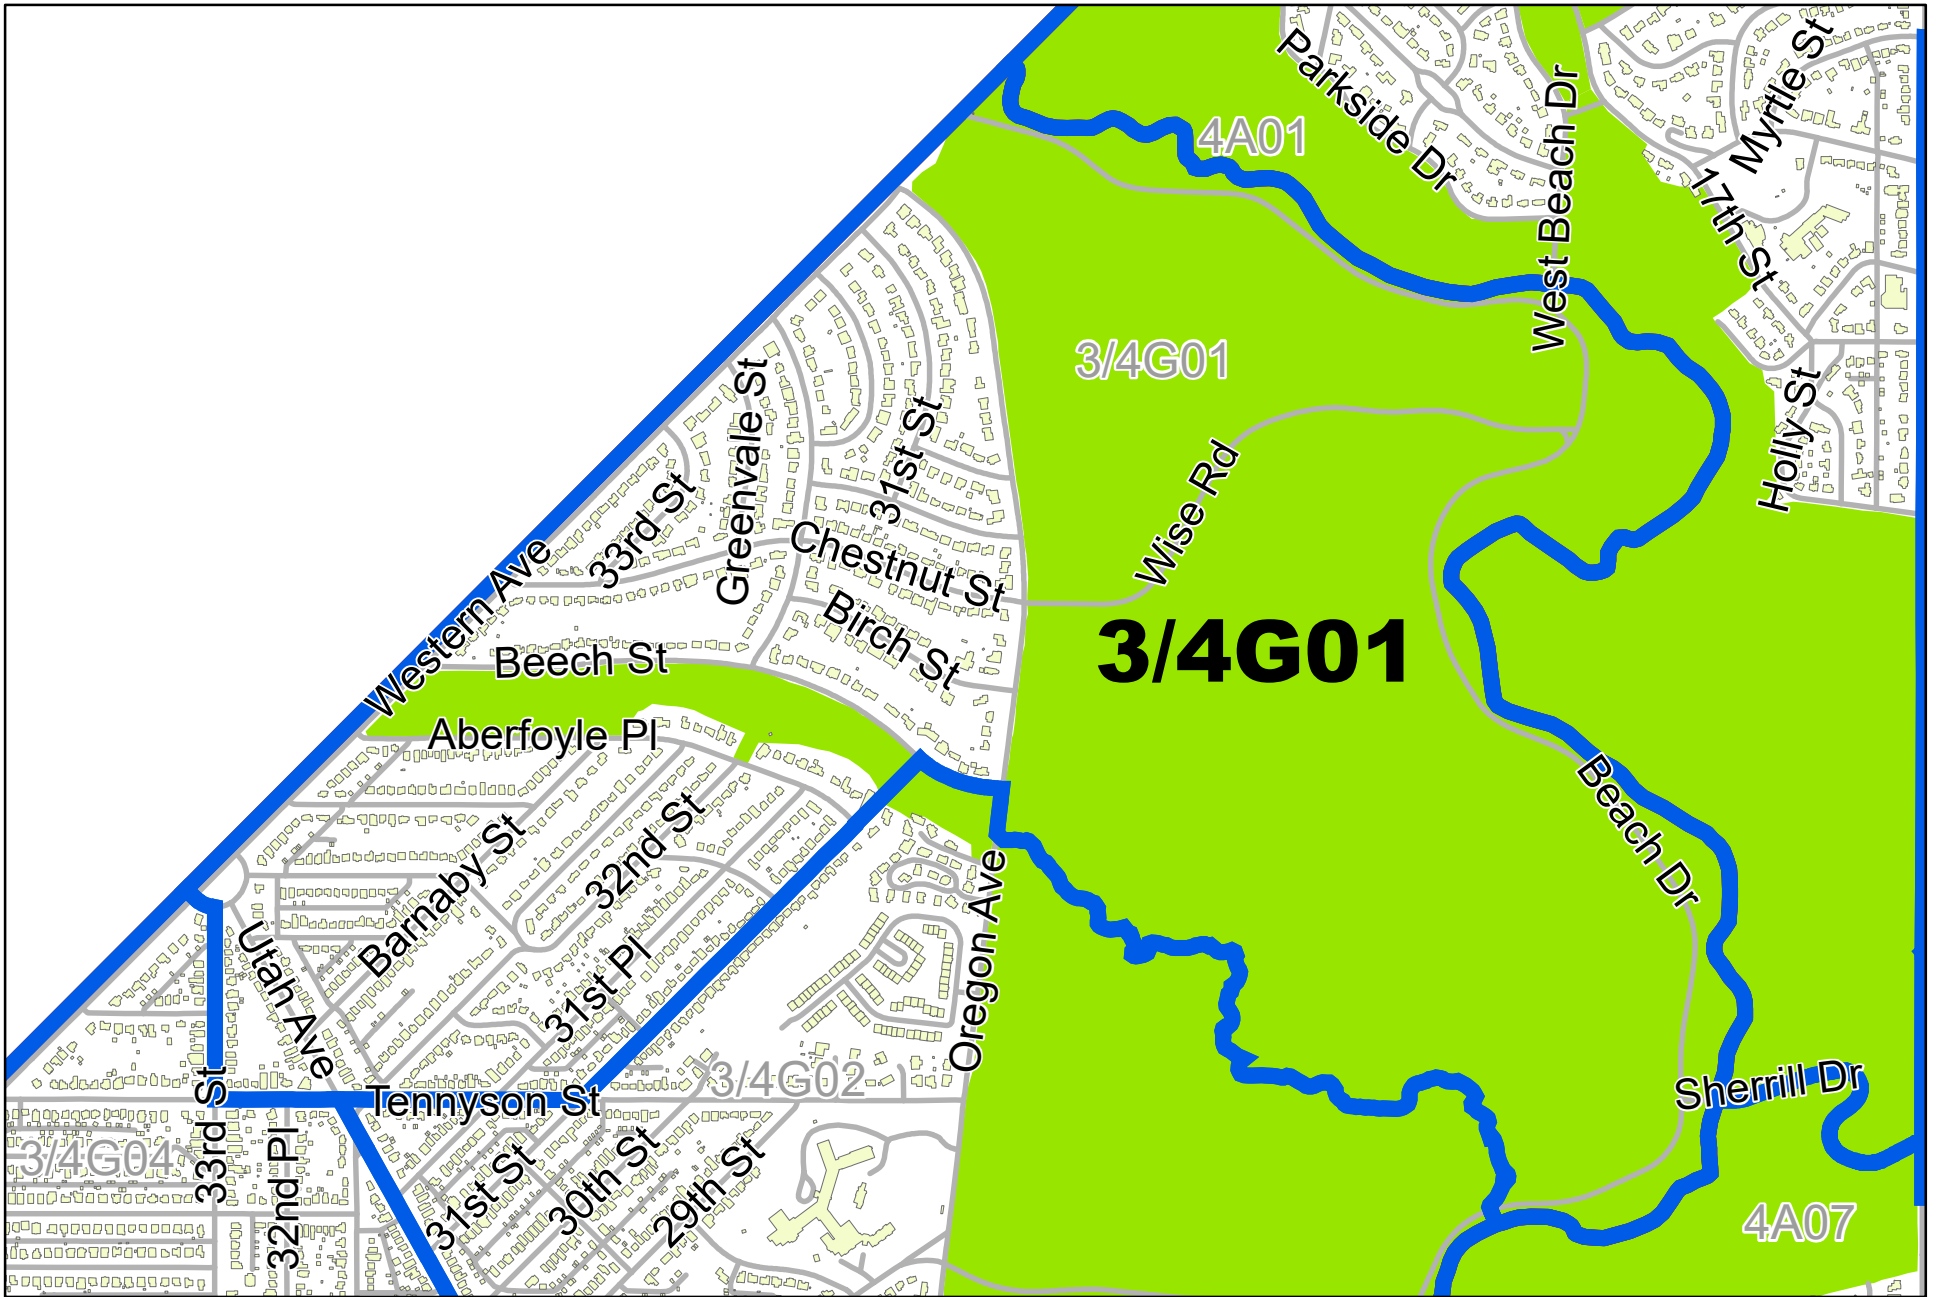 Parkside Dr
West Beach Dr
Myrtle St
4A01
17th St
3/4G01
Greenvale St
31st St
Holly St
33rd St
Wise Rd
Chestnut St
Western Ave
Birch St
3/4G01
Beech St
Aberfoyle Pl
Beach Dr
32nd St
Barnaby St
Oregon Ave
Utah Ave
31st Pl
3/4G02
Sherrill Dr
33rd St
Tennyson St
3/4G04
32nd Pl
31st St
30th St
29th St
4A07